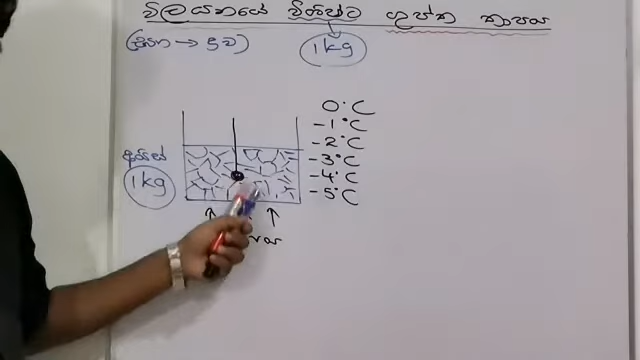 විලයනයේ විශිෂ්ට ගුප්ත තාපය
(ඝන → ද්‍රව)
1kg
0°C
-1°C
-2°C
-3°C
-4°C
-5°C
අයිස්
1kg